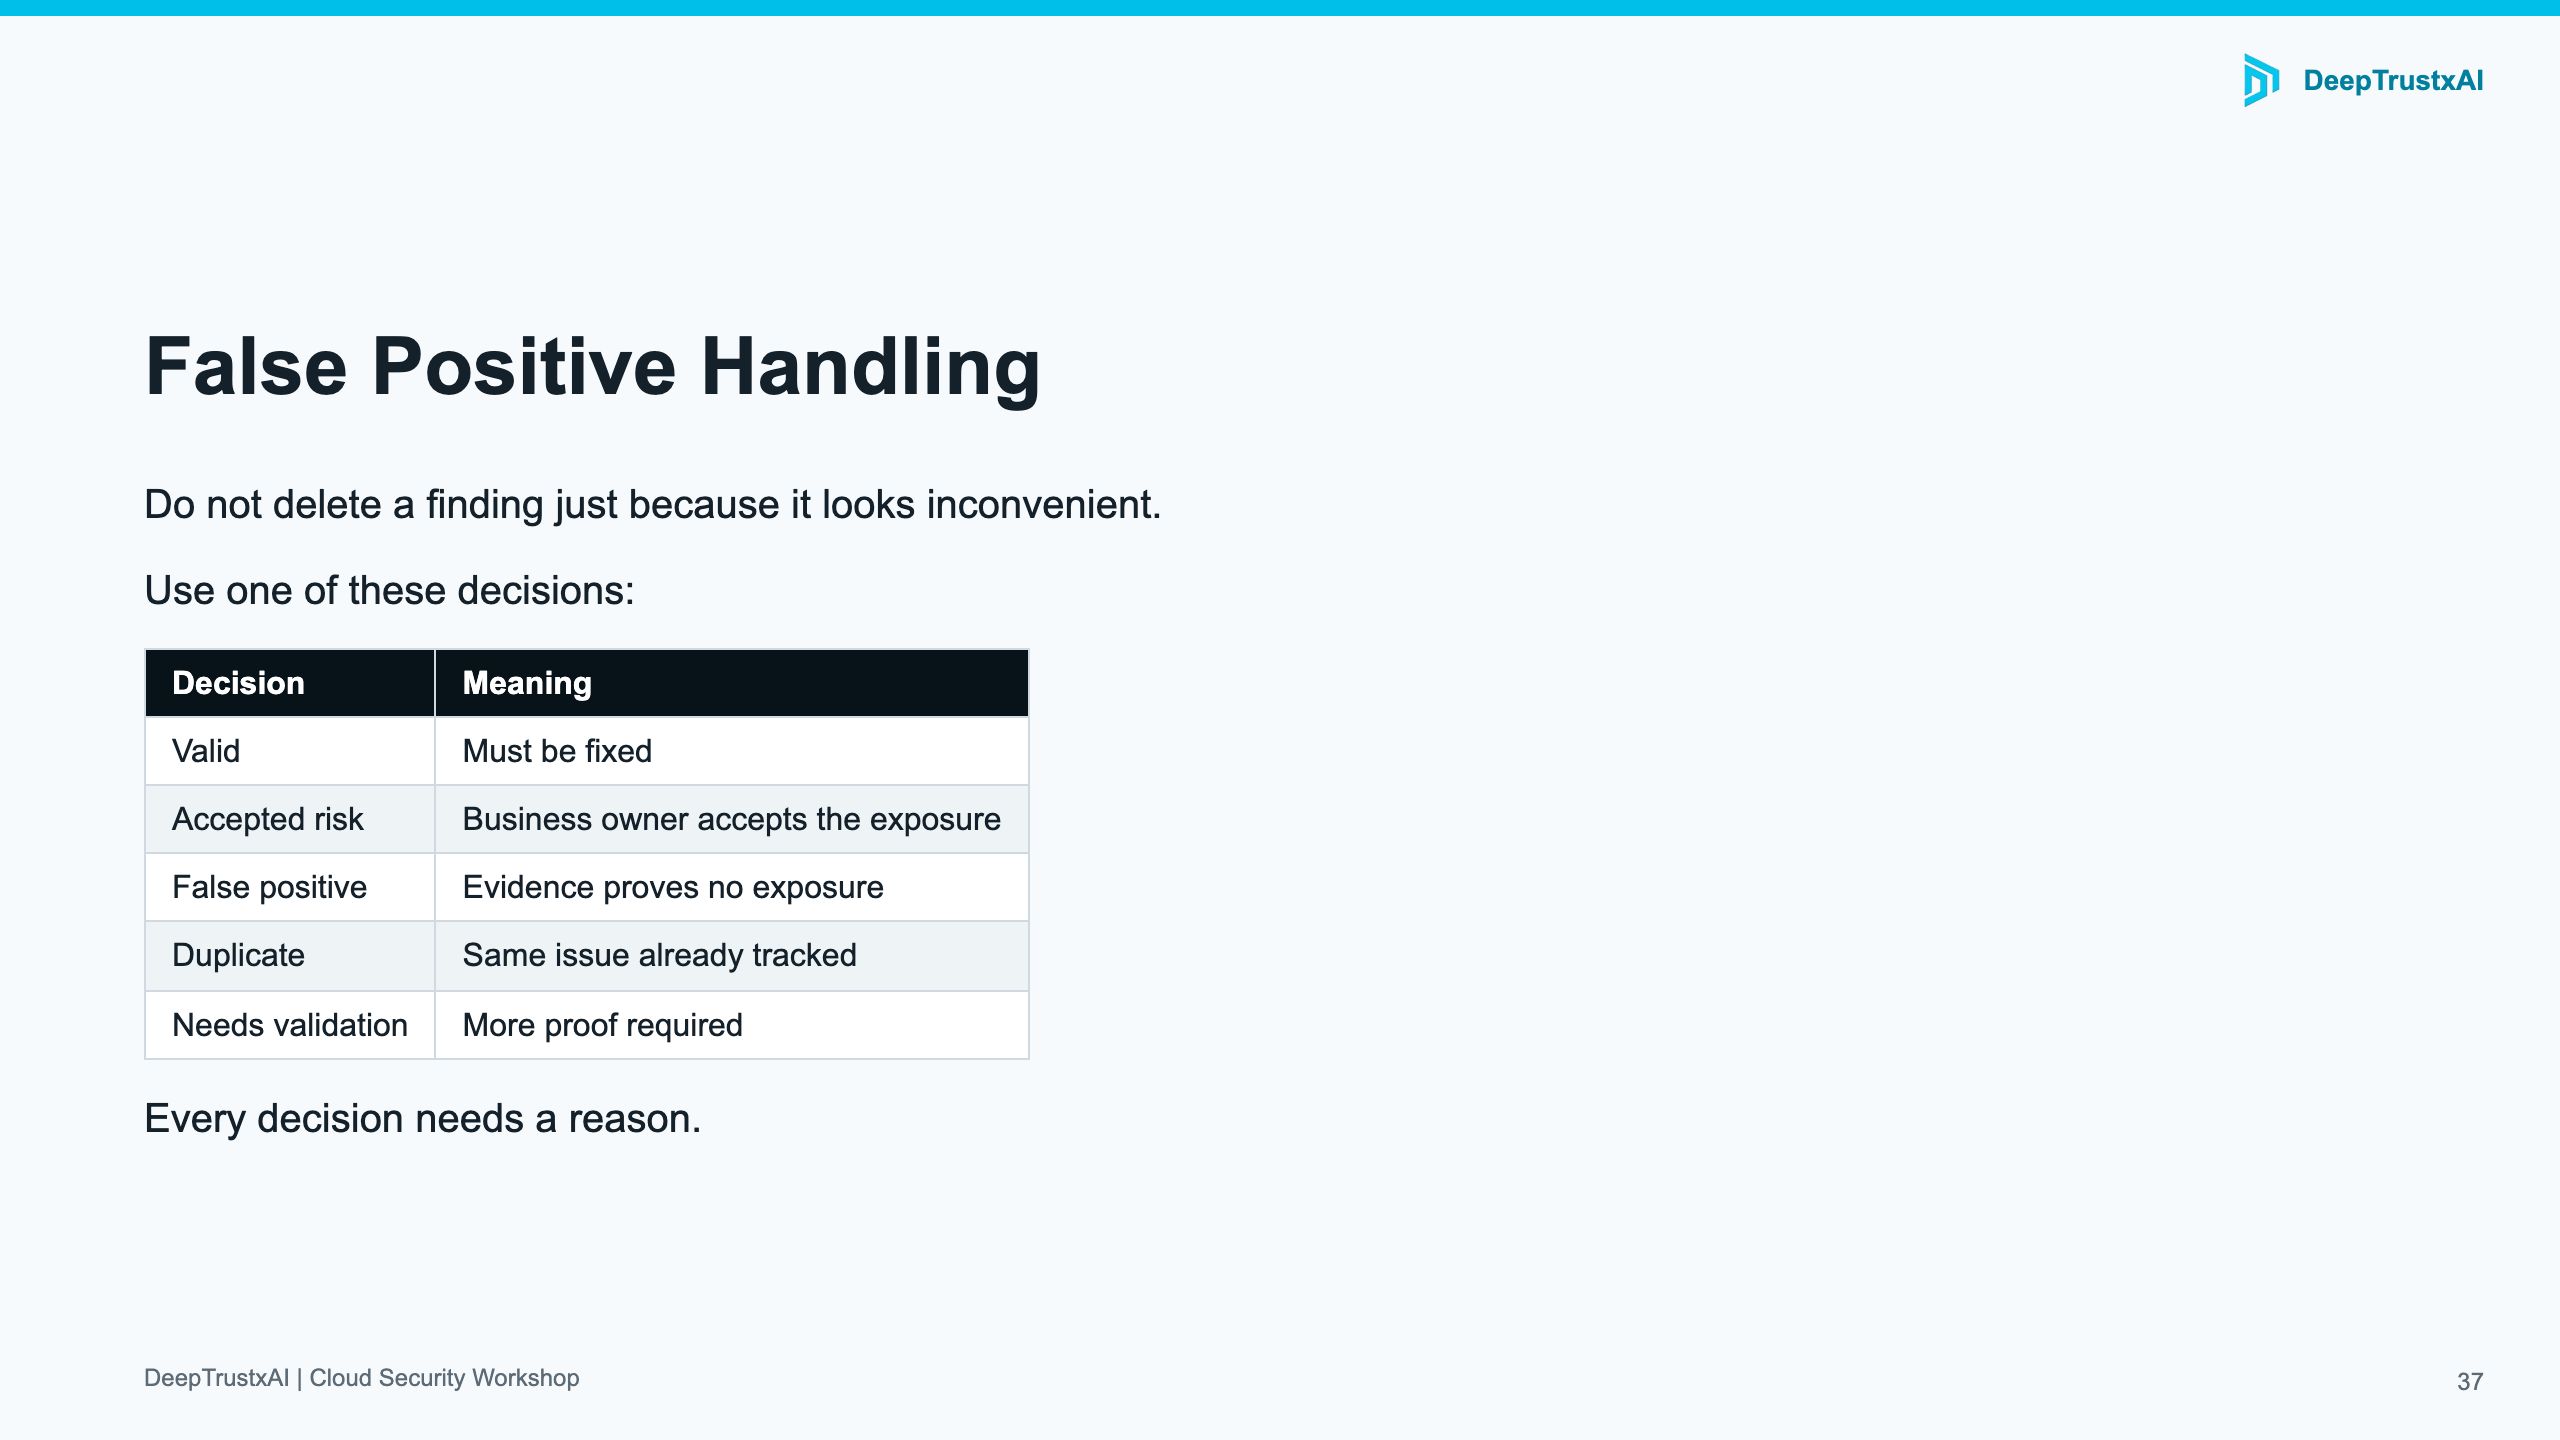 DeepTrustxAI
False Positive Handling
Do not delete a finding just because it looks inconvenient.
Use one of these decisions:
Decision Meaning
Valid Must be fixed
Accepted risk Business owner accepts the exposure
False positive Evidence proves no exposure
Duplicate Same issue already tracked
Needs validation More proof required
Every decision needs a reason.
DeepTrustxAI | Cloud Security Workshop
37